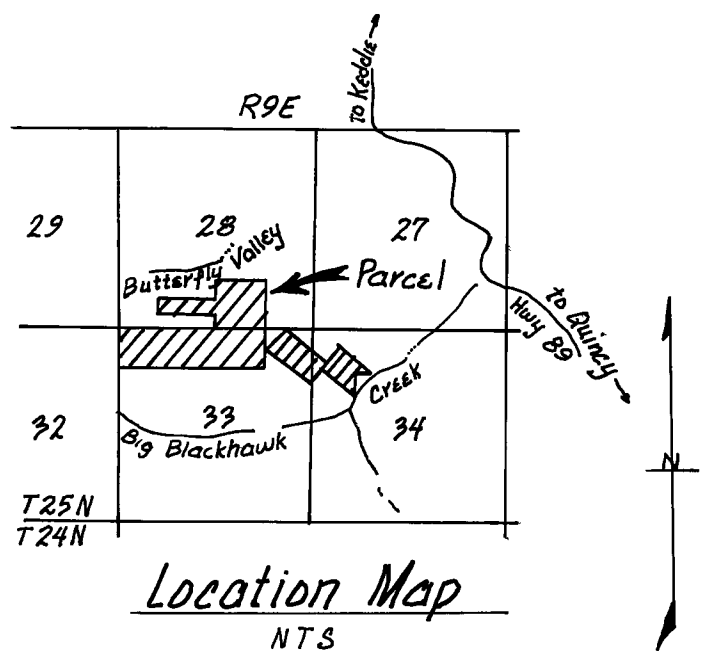 to Keddie
R9E
29
28
27
Butterfly Valley
Parcel
to Quincy
Hwy 89
Creek
32
33
34
Big Blackhawk
T25N
T24N
N
Location Map
NTS